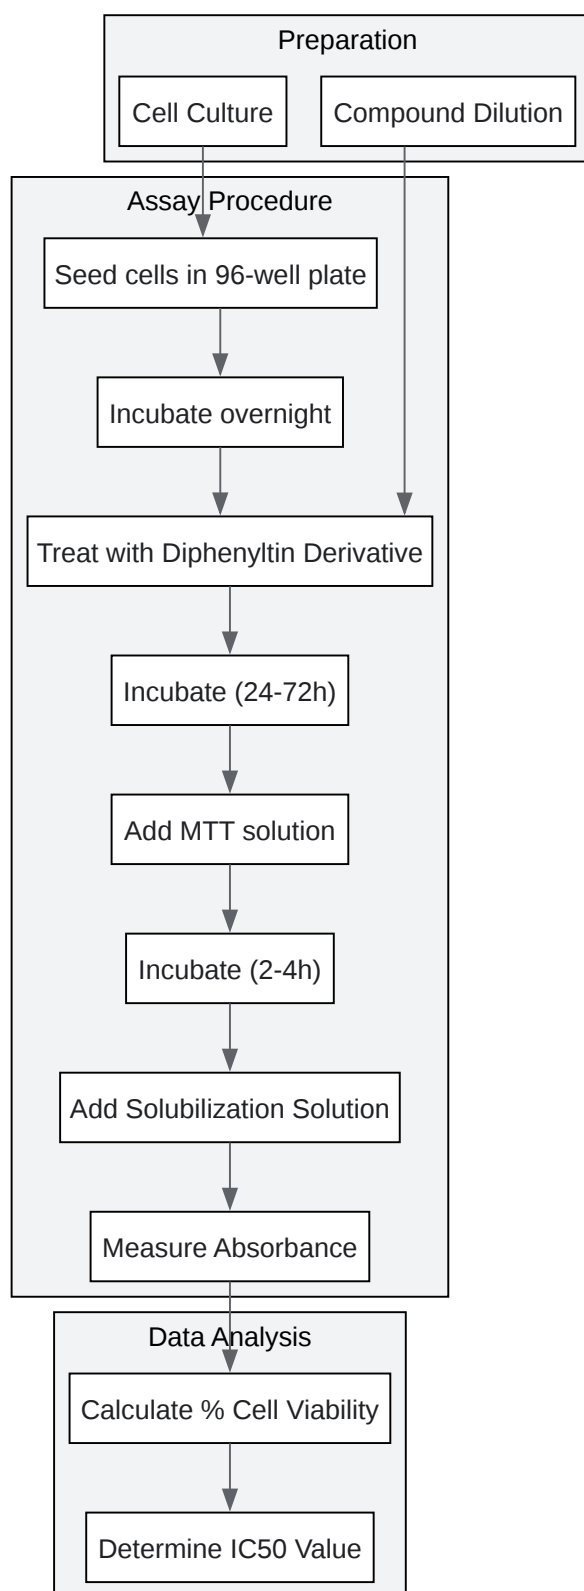 Preparation
Cell Culture
Compound Dilution
Assay Procedure
Seed cells in 96-well plate
Incubate overnight
Treat with Diphenyltin Derivative
Incubate (24-72h)
Add MTT solution
Incubate (2-4h)
Add Solubilization Solution
Measure Absorbance
Data Analysis
Calculate % Cell Viability
Determine IC50 Value